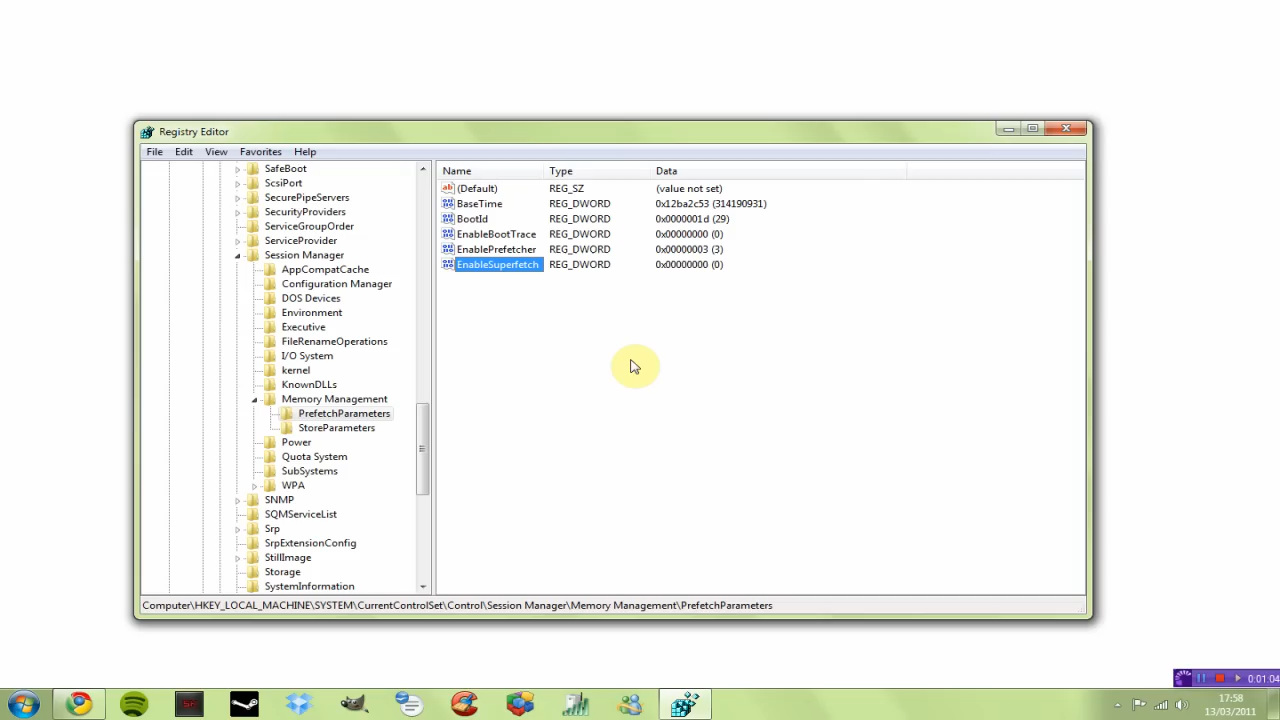 Registry Editor
File Edit View Favorites Help
SafeBoot
ScsiPort
SecurePipeServers
SecurityProviders
ServiceGroupOrder
ServiceProvider
Session Manager
AppCompatCache
Configuration Manager
DOS Devices
Environment
Executive
FileRenameOperations
I/O System
kernel
KnownDLLs
Memory Management
PrefetchParameters
StoreParameters
Power
Quota System
SubSystems
WPA
SNMP
SQMServiceList
Srp
SrpExtensionConfig
StillImage
Storage
SystemInformation
Name Type Data
(Default) REG_SZ (value not set)
BaseTime REG_DWORD 0x12ba2c53 (314190931)
BootId REG_DWORD 0x0000001d (29)
EnableBootTrace REG_DWORD 0x00000000 (0)
EnablePrefetcher REG_DWORD 0x00000003 (3)
EnableSuperfetch REG_DWORD 0x00000000 (0)
Computer\HKEY_LOCAL_MACHINE\SYSTEM\CurrentControlSet\Control\Session Manager\Memory Management\PrefetchParameters
0:01:04
17:58
13/03/2011